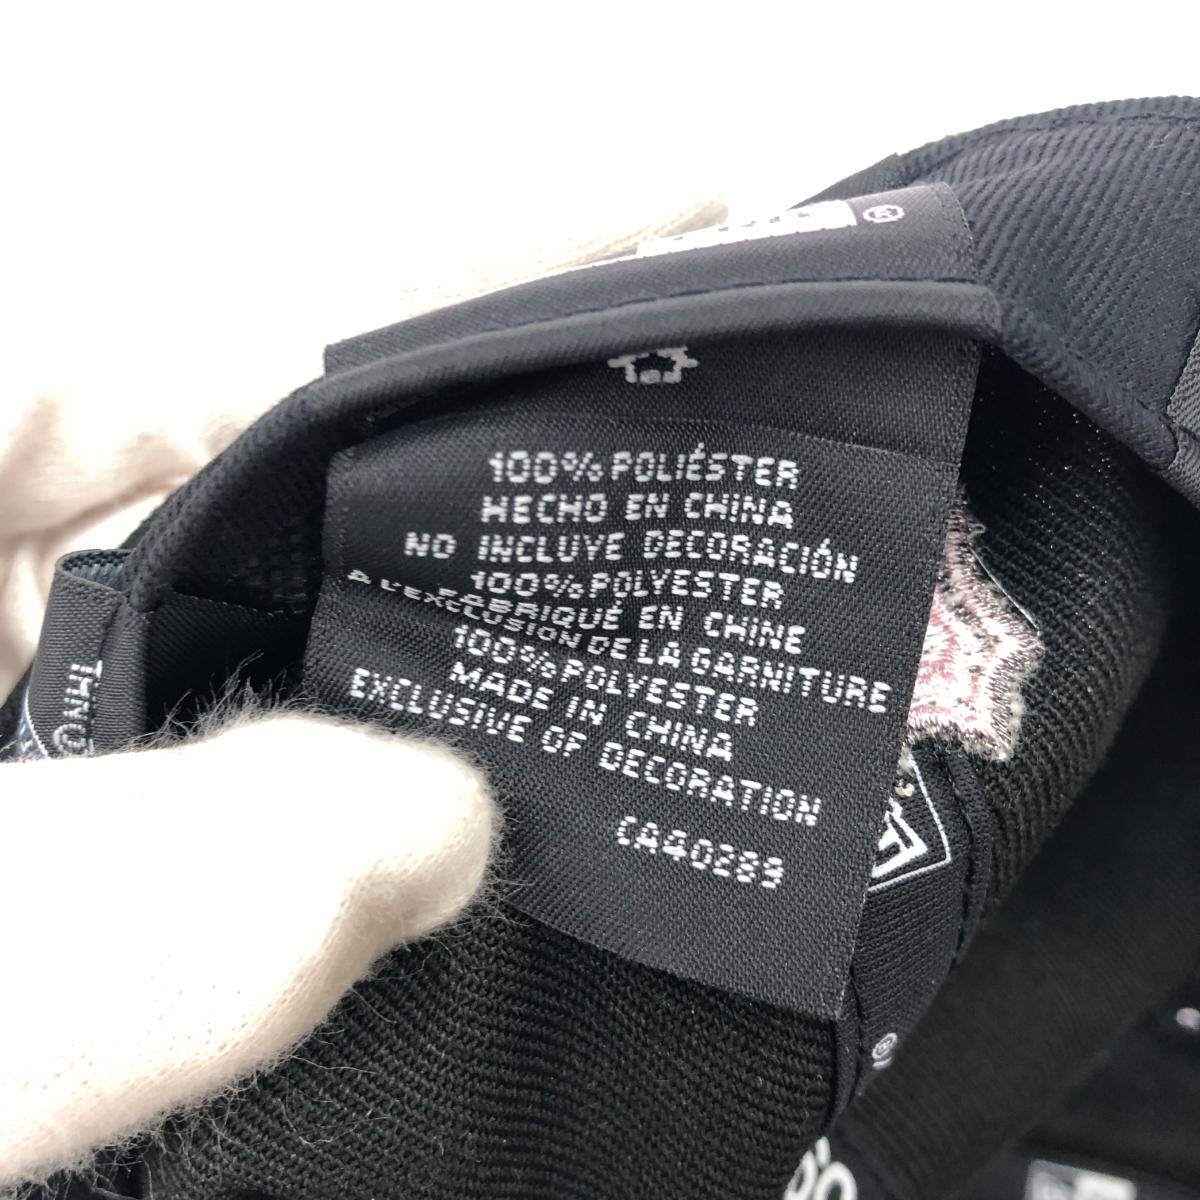 ®
100% POLIÉSTER
HECHO EN CHINA
NO INCLUYE DECORACIÓN
100% POLYESTER
FABRIQUÉ EN CHINE
A L'EXCLUSION DE LA GARNITURE
100% POLYESTER
MADE IN CHINA
EXCLUSIVE OF DECORATION
CA40289
®